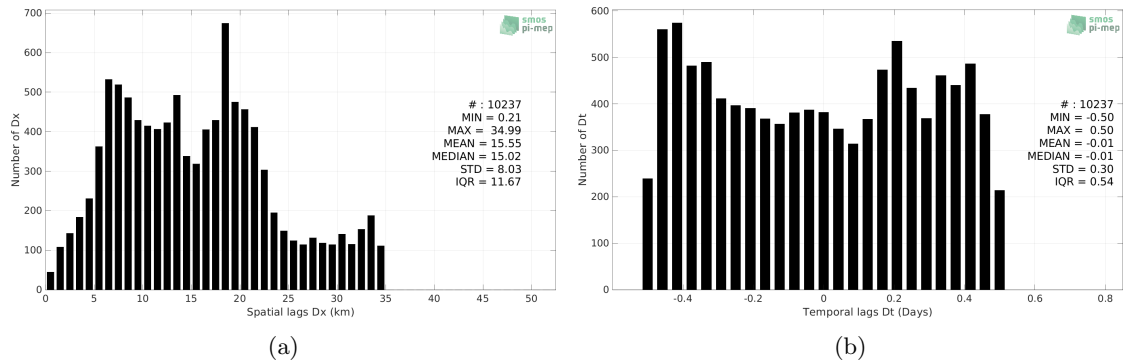 700
600
500
400
300
200
100
0
Number of Dx
0 5 10 15 20 25 30 35 40 45 50
Spatial lags Dx (km)
smos
pi-mep
# : 10237
MIN = 0.21
MAX = 34.99
MEAN = 15.55
MEDIAN = 15.02
STD = 8.03
IQR = 11.67
(a)
600
500
400
300
200
100
0
Number of Dt
-0.4 -0.2 0 0.2 0.4 0.6 0.8
Temporal lags Dt (Days)
smos
pi-mep
# : 10237
MIN = -0.50
MAX = 0.50
MEAN = -0.01
MEDIAN = -0.01
STD = 0.30
IQR = 0.54
(b)